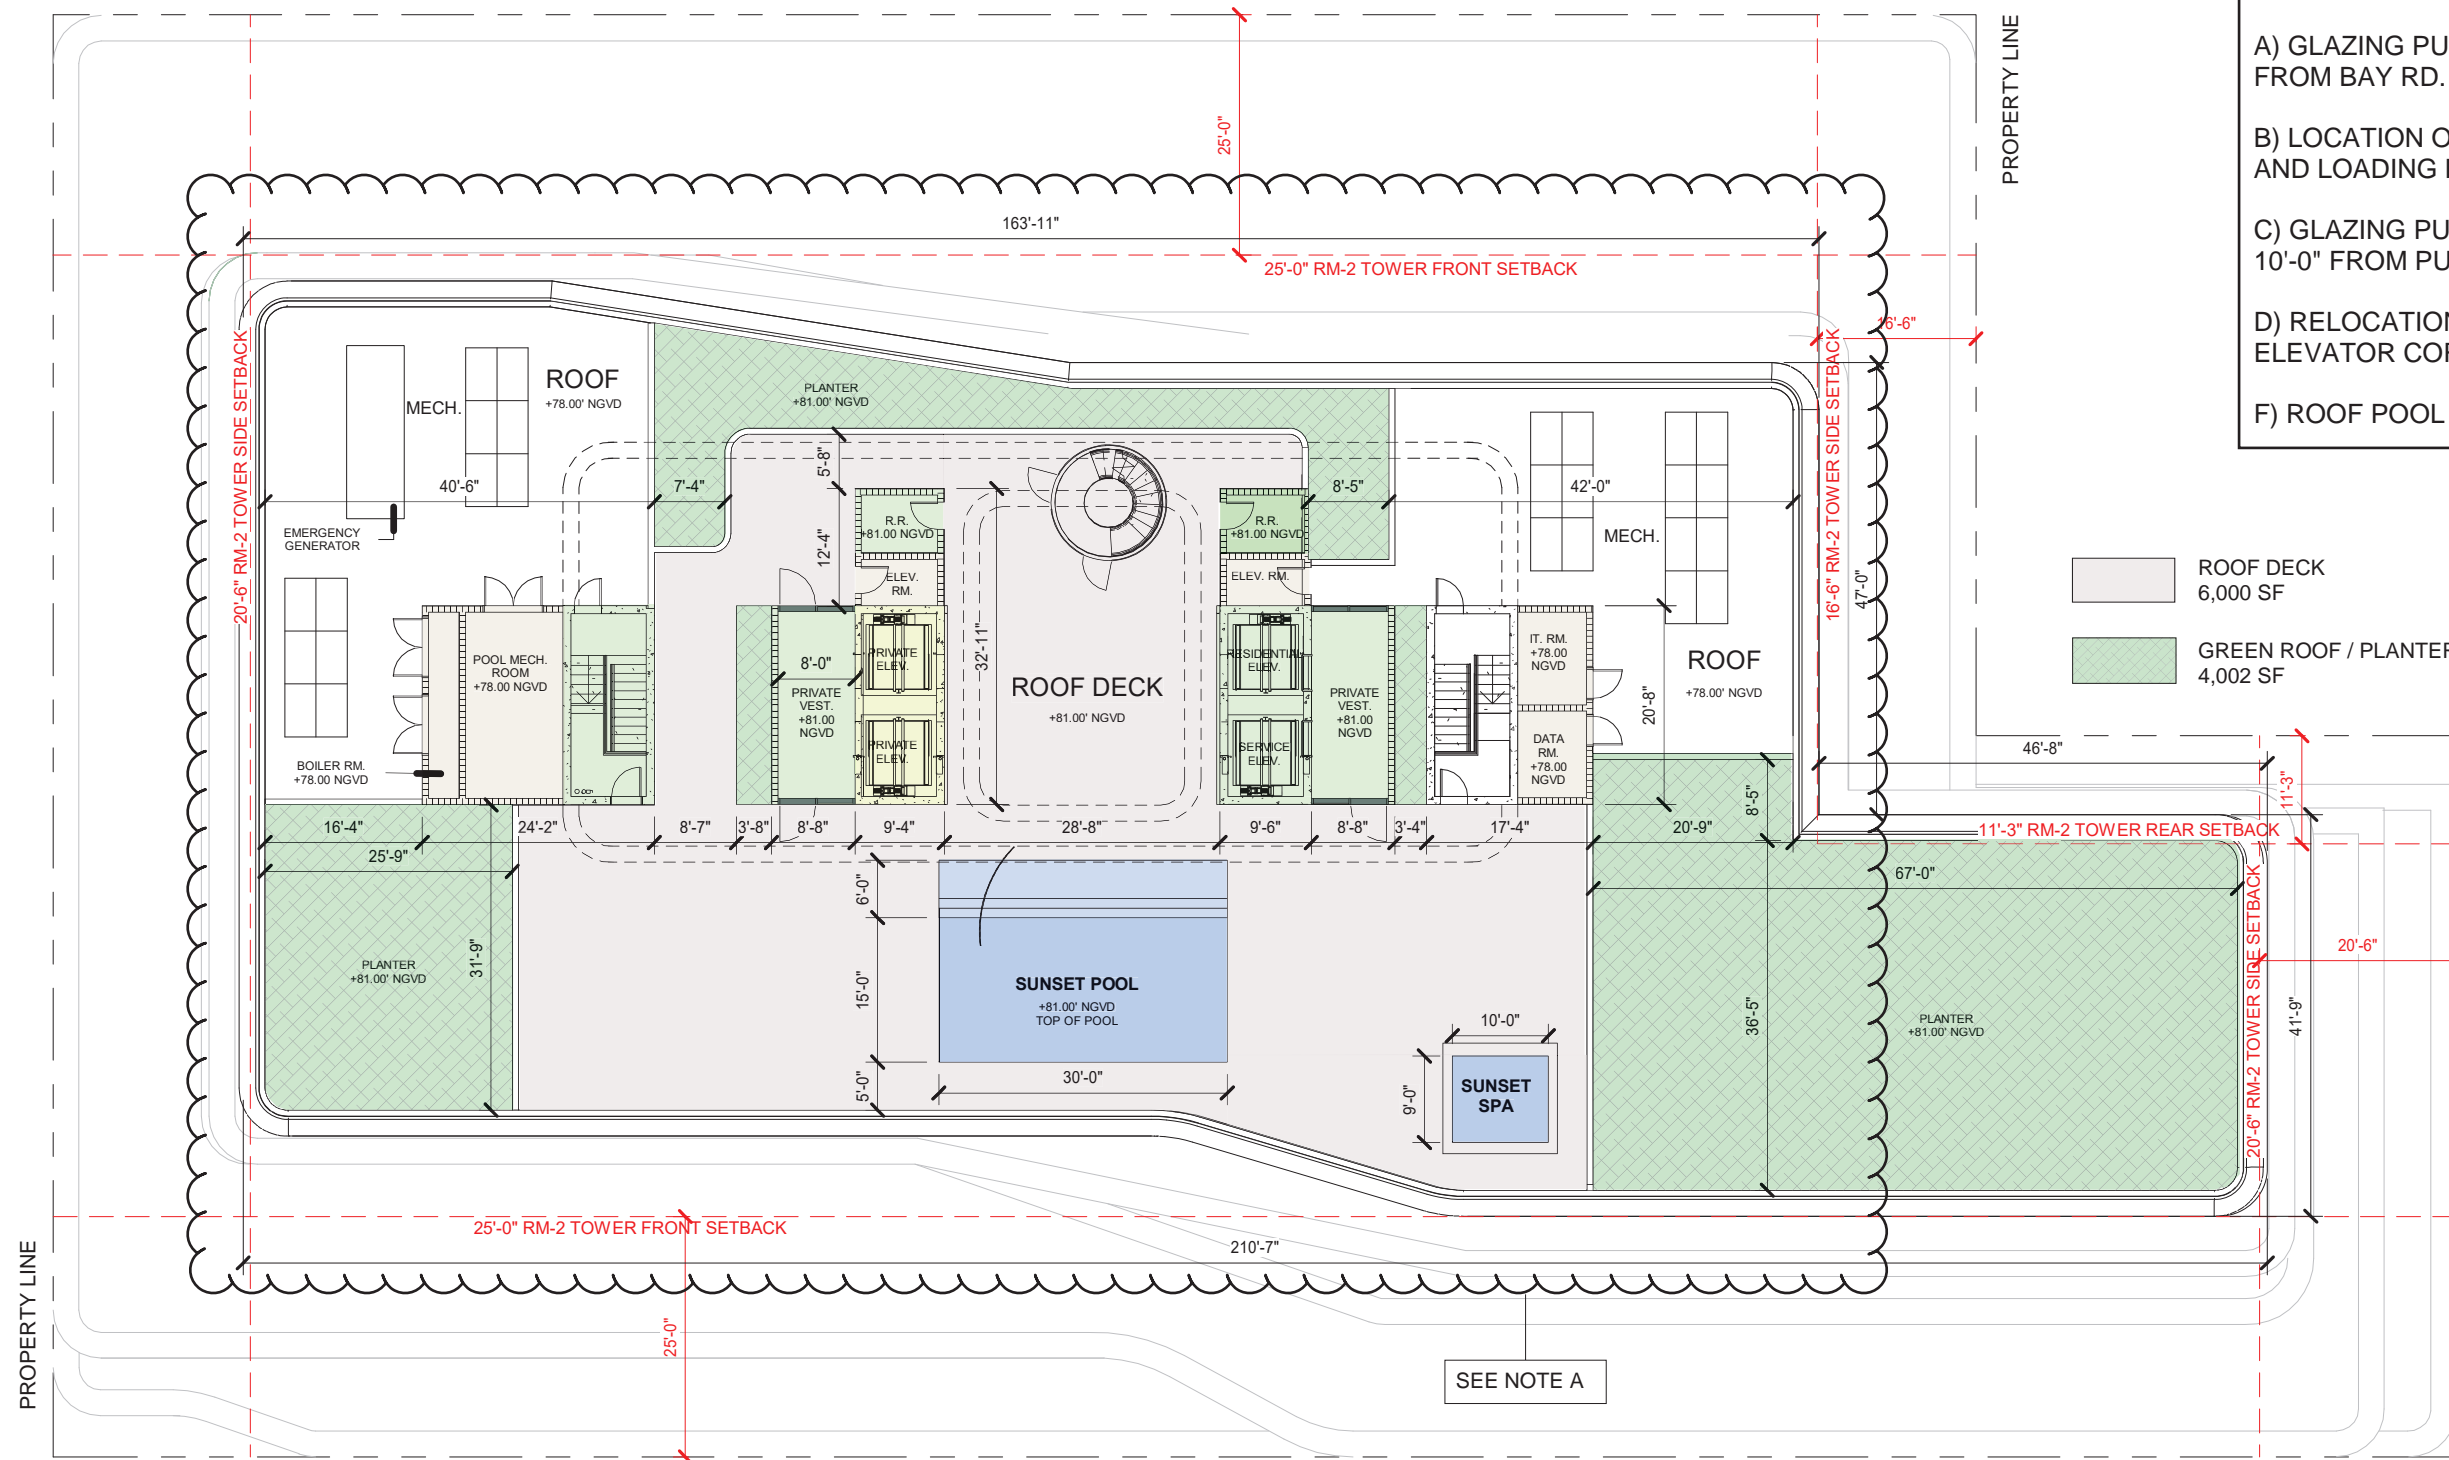 PROPERTY LINE
A) GLAZING PU
FROM BAY RD.
B) LOCATION O
AND LOADING
C) GLAZING PU
10'-0" FROM PU
D) RELOCATION
ELEVATOR CO
F) ROOF POOL
25'-0"
163'-11"
25'-0" RM-2 TOWER FRONT SETBACK
16'-6"
20'-6" RM-2 TOWER SIDE SETBACK
16'-6" RM-2 TOWER SIDE SETBACK
47'-0"
ROOF
+78.00' NGVD
MECH.
PLANTER
+81.00' NGVD
40'-6"
7'-4"
5'-8"
12'-4"
8'-5"
42'-0"
MECH.
EMERGENCY
GENERATOR
R.R.
+81.00 NGVD
R.R.
+81.00 NGVD
ELEV.
RM.
ELEV. RM.
ROOF DECK
6,000 SF
GREEN ROOF / PLANTER
4,002 SF
POOL MECH.
ROOM
+78.00 NGVD
8'-0"
PRIVATE
VEST.
+81.00
NGVD
PRIVATE
ELEV.
PRIVATE
ELEV.
32'-11"
ROOF DECK
+81.00' NGVD
RESIDENTIAL
ELEV.
SERVICE
ELEV.
PRIVATE
VEST.
+81.00
NGVD
IT. RM.
+78.00
NGVD
DATA
RM.
+78.00
NGVD
20'-8"
ROOF
+78.00' NGVD
BOILER RM.
+78.00 NGVD
46'-8"
11'-3"
8'-5"
16'-4"
24'-2"
8'-7"
3'-8"
8'-8"
9'-4"
28'-8"
9'-6"
8'-8"
3'-4"
17'-4"
20'-9"
11'-3" RM-2 TOWER REAR SETBACK
25'-9"
67'-0"
6'-0"
31'-9"
PLANTER
+81.00' NGVD
15'-0"
SUNSET POOL
+81.00' NGVD
TOP OF POOL
5'-0"
30'-0"
10'-0"
9'-0"
SUNSET
SPA
36'-5"
PLANTER
+81.00' NGVD
20'-6" RM-2 TOWER SIDE SETBACK
20'-6"
41'-9"
25'-0" RM-2 TOWER FRONT SETBACK
210'-7"
25'-0"
PROPERTY LINE
SEE NOTE A